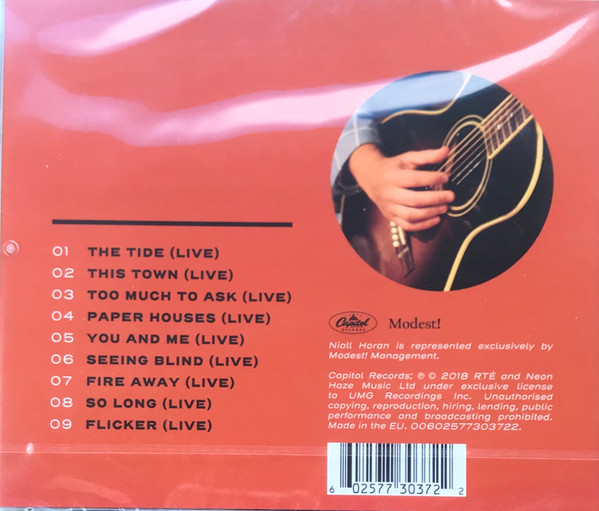 01 THE TIDE (LIVE)
02 THIS TOWN (LIVE)
03 TOO MUCH TO ASK (LIVE)
04 PAPER HOUSES (LIVE)
05 YOU AND ME (LIVE)
06 SEEING BLIND (LIVE)
07 FIRE AWAY (LIVE)
08 SO LONG (LIVE)
09 FLICKER (LIVE)
Capitol
RECORDS
Modest!
Niall Horan is represented exclusively by
Modest! Management.
Capitol Records; ℗ © 2018 RTÉ and Neon
Haze Music Ltd under exclusive license
to UMG Recordings Inc. Unauthorised
copying, reproduction, hiring, lending, public
performance and broadcasting prohibited.
Made in the EU. 00602577303722.
6 02577 30372 2